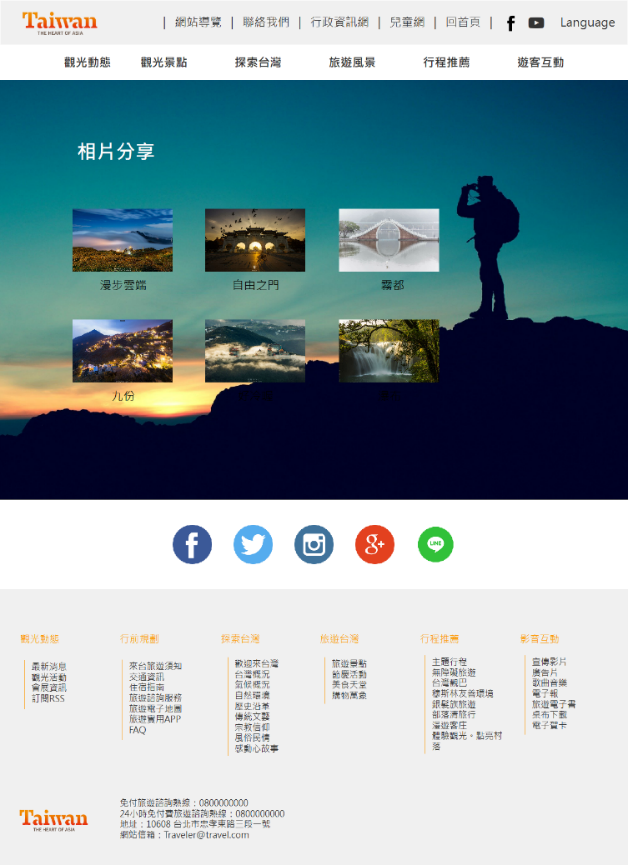 Taiwan
THE HEART OF ASIA
| 網站導覽 | 聯絡我們 | 行政資訊網 | 兒童網 | 回首頁 | Language
觀光動態 觀光景點 探索台灣 旅遊風景 行程推薦 遊客互動
相片分享
漫步雲端 自由之門 霧都
九份
觀光動態
最新消息
觀光活動
會展資訊
訂閱RSS
行前規劃
來台旅遊須知
交通資訊
住宿指南
旅遊諮詢服務
旅遊電子地圖
旅遊實用APP
FAQ
探索台灣
歡迎來台灣
台灣概況
氣候概況
自然環境
歷史沿革
傳統文藝
宗教信仰
風俗民情
感動心故事
旅遊台灣
旅遊景點
節慶活動
美食天堂
購物萬象
行程推薦
主題行程
無障礙旅遊
台灣觀巴
穆斯林友善環境
銀髮族旅遊
部落灣旅行
漫遊客庄
體驗觀光。點亮村
落
影音互動
宣傳影片
廣告片
歌曲音樂
電子報
旅遊電子書
桌布下載
電子賀卡
Taiwan
THE HEART OF ASIA
免付旅遊諮詢熱線：0800000000
24小時免付費旅遊諮詢熱線：0800000000
地址：10608 台北市忠孝東路三段一號
網站信箱：Traveler@travel.com